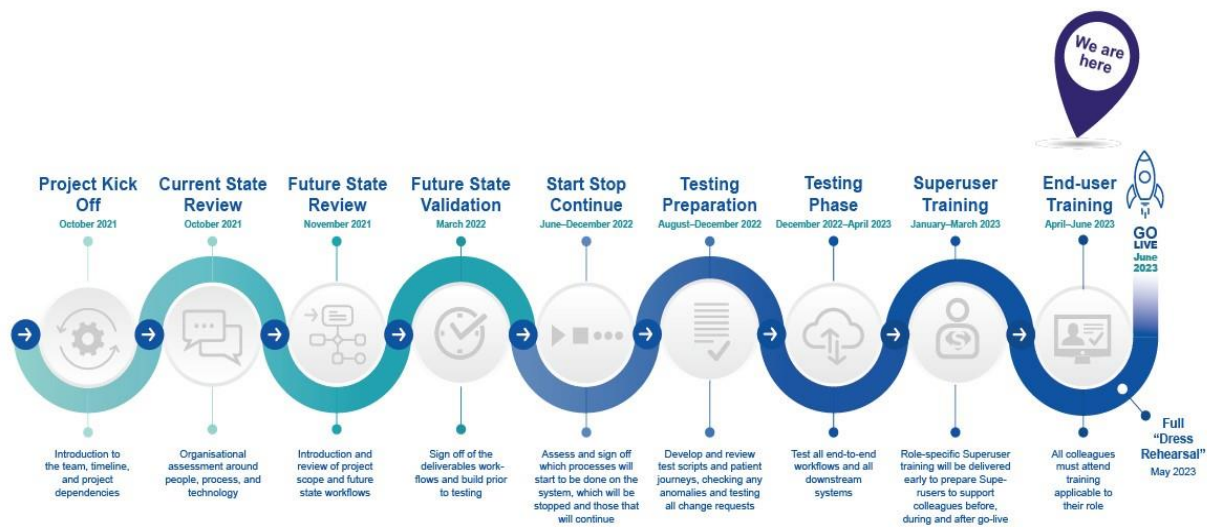 We are
here
Project Kick
Off
October 2021
Introduction to
the team, timeline,
and project
dependencies
Current State
Review
October 2021
Organisational
assessment around
people, process, and
technology
Future State
Review
November 2021
Introduction and
review of project
scope and future
state workflows
Future State
Validation
March 2022
Sign off of the
deliverables work-
flows and build prior
to testing
Start Stop
Continue
June–December 2022
Assess and sign off
which processes will
start to be done on the
system, which will be
stopped and those that
will continue
Testing
Preparation
August–December 2022
Develop and review
test scripts and patient
journeys, checking any
anomalies and testing
all change requests
Testing
Phase
December 2022–April 2023
Test all end-to-end
workflows and all
downstream
systems
Superuser
Training
January–March 2023
S
Role-specific Superuser
training will be delivered
early to prepare Supe-
rusers to support
colleagues before,
during and after go-live
End-user
Training
April–June 2023
All colleagues
must attend
training
applicable to
their role
GO
LIVE
June
2023
Full
“Dress
Rehearsal”
May 2023